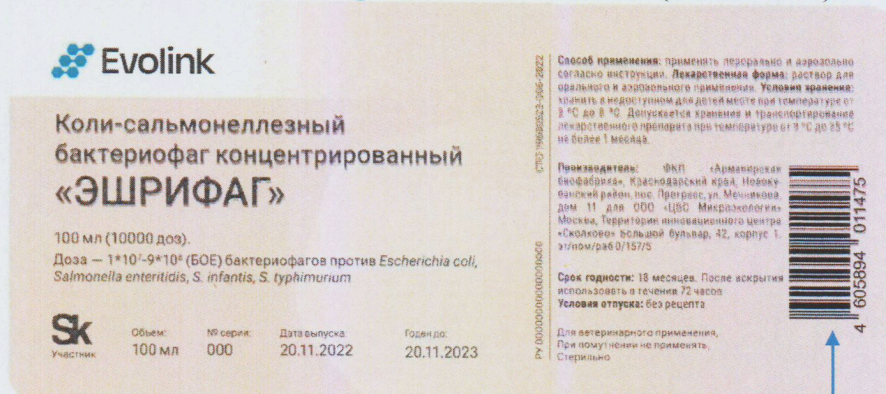 Evolink
Коли-сальмонеллезный
бактериофаг концентрированный
«ЭШРИФАГ»
100 мл (10000 доз).
Доза — 1*10⁷-9*10⁸ (БОЕ) бактериофагов против Escherichia coli,
Salmonella enteritidis, S. infantis, S. typhimurium
Sk
Участник
Объем:
100 мл
№ серии:
000
Дата выпуска:
20.11.2022
Годен до:
20.11.2023
РУ 0000000000000000
Способ применения: применять перорально и аэрозольно
согласно инструкции. Лекарственная форма: раствор для
орального и аэрозольного применения. Условия хранения:
хранить в недоступном для детей месте при температуре от
2 °C до 8 °C. Допускается хранение и транспортирование
лекарственного препарата при температуре от 9 °C до 25 °C
не более 1 месяца.
Производитель: ФКП «Армавирская
биофабрика», Краснодарский край, Новоку-
банский район, пос. Прогресс, ул. Мечникова,
дом 11 для ООО «ЦБС Микроэкологии»
Москва, Территория инновационного центра
«Сколково» Большой бульвар, 42, корпус 1,
эт/пом/раб 0/157/5
Срок годности: 18 месяцев. После вскрытия
использовать в течении 72 часов
Условия отпуска: без рецепта
Для ветеринарного применения,
При помутнении не применять,
Стерильно
4 605894 011475